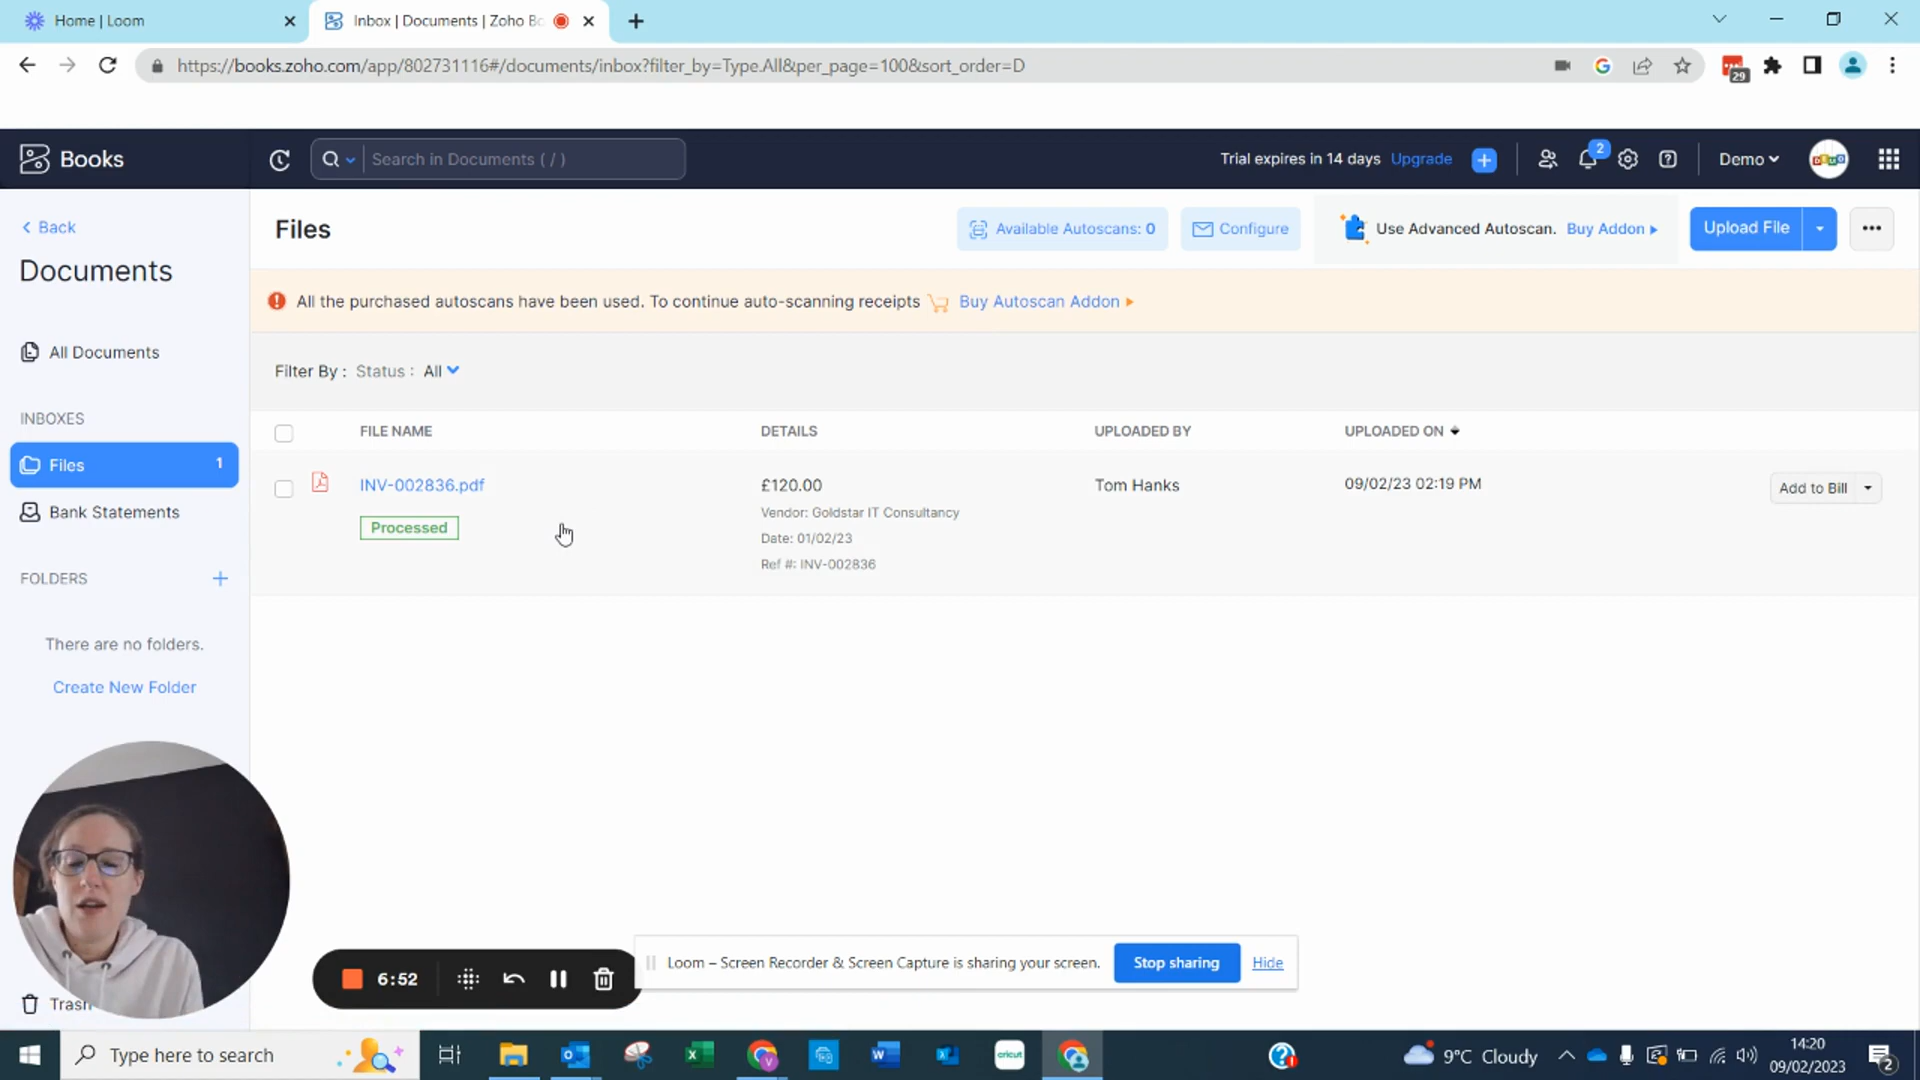 Home | Loom
Inbox | Documents | Zoho Bo
https://books.zoho.com/app/802731116#/documents/inbox?filter_by=Type.All&per_page=100&sort_order=D
29
Books
Search in Documents ( / )
Trial expires in 14 days Upgrade
2
Demo
Back
Documents
All Documents
INBOXES
Files 1
Bank Statements
FOLDERS
There are no folders.
Create New Folder
Trash
Files
Available Autoscans: 0
Configure
Use Advanced Autoscan. Buy Addon
Upload File
All the purchased autoscans have been used. To continue auto-scanning receipts Buy Autoscan Addon
Filter By : Status : All
FILE NAME DETAILS UPLOADED BY UPLOADED ON
INV-002836.pdf £120.00 Tom Hanks 09/02/23 02:19 PM Add to Bill
Processed
Vendor: Goldstar IT Consultancy
Date: 01/02/23
Ref #: INV-002836
6:52
Loom – Screen Recorder & Screen Capture is sharing your screen. Stop sharing Hide
Type here to search
cricut
9°C Cloudy
14:20
09/02/2023
2